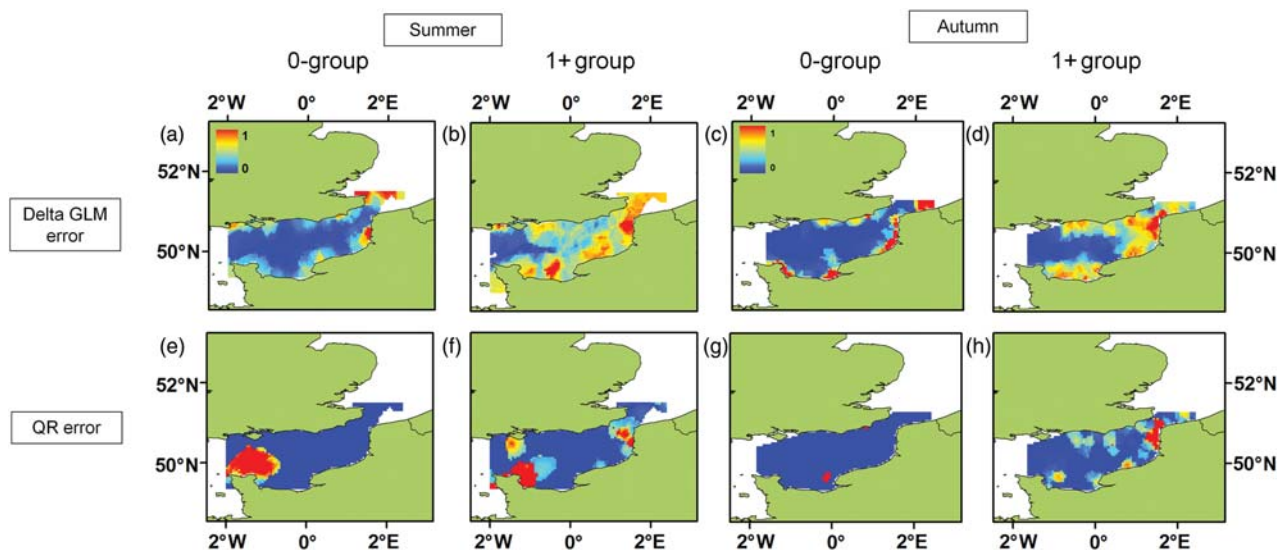 Summer
Autumn
0-group
1+ group
0-group
1+ group
2°W 0° 2°E 2°W 0° 2°E 2°W 0° 2°E 2°W 0° 2°E
(a) (b) (c) (d)
1 1
0 0
52°N 52°N
Delta GLM
error
50°N 50°N
(e) (f) (g) (h)
52°N 52°N
QR error
50°N 50°N
2°W 0° 2°E 2°W 0° 2°E 2°W 0° 2°E 2°W 0° 2°E